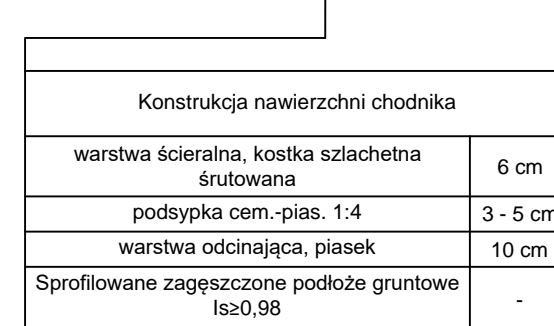 Konstrukcja nawierzchni chodnika
warstwa ścieralna, kostka szlachetna
śrutowana
6 cm
podsypka cem.-pias. 1:4
3 - 5 cm
warstwa odcinająca, piasek
10 cm
Sprofilowane zagęszczone podłoże gruntowe
Is≥0,98
-